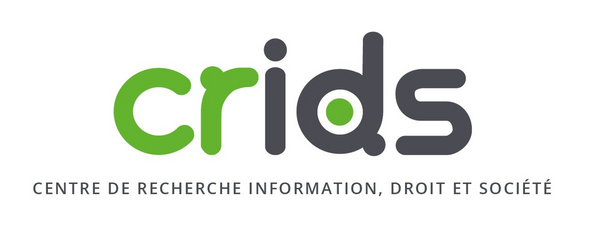 crids
CENTRE DE RECHERCHE INFORMATION, DROIT ET SOCIÉTÉ